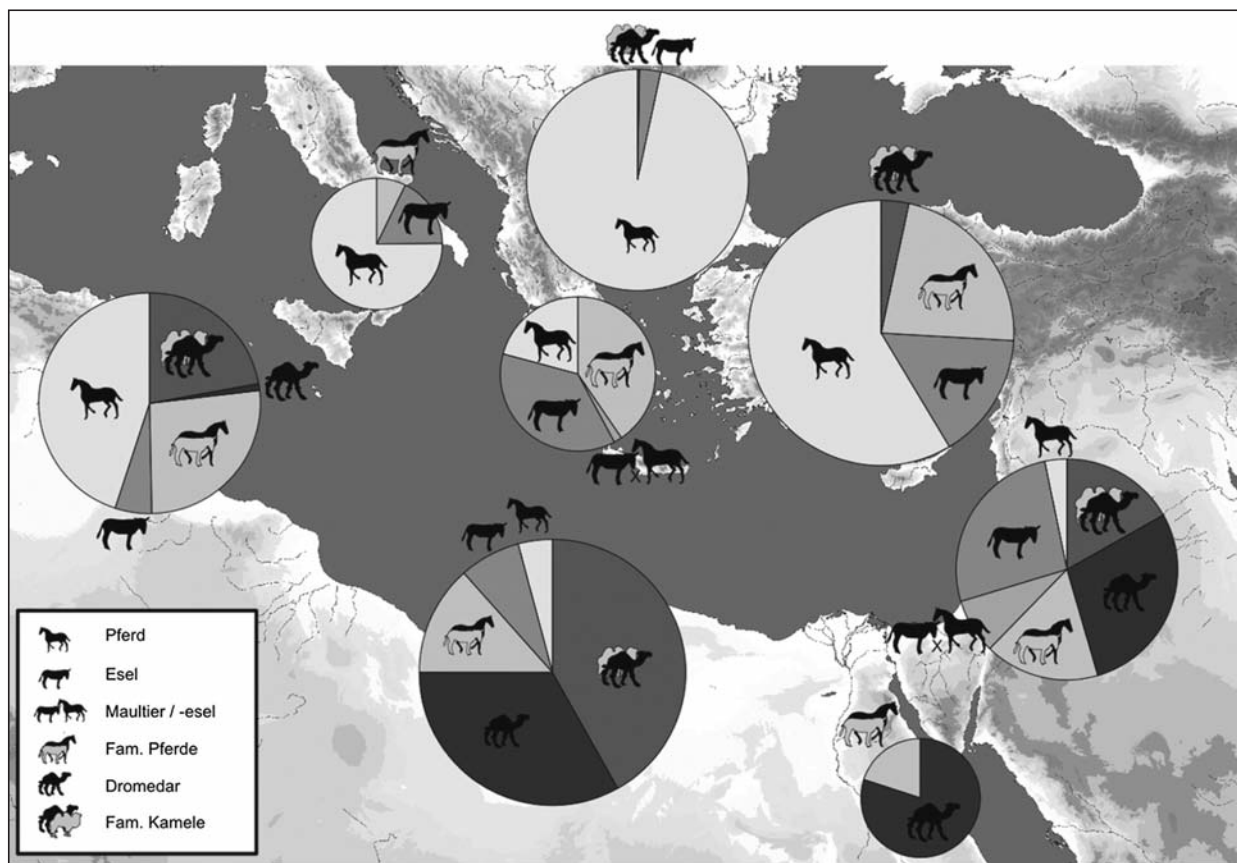 Pferd
Esel
Maultier / -esel
Fam. Pferde
Dromedar
Fam. Kamele